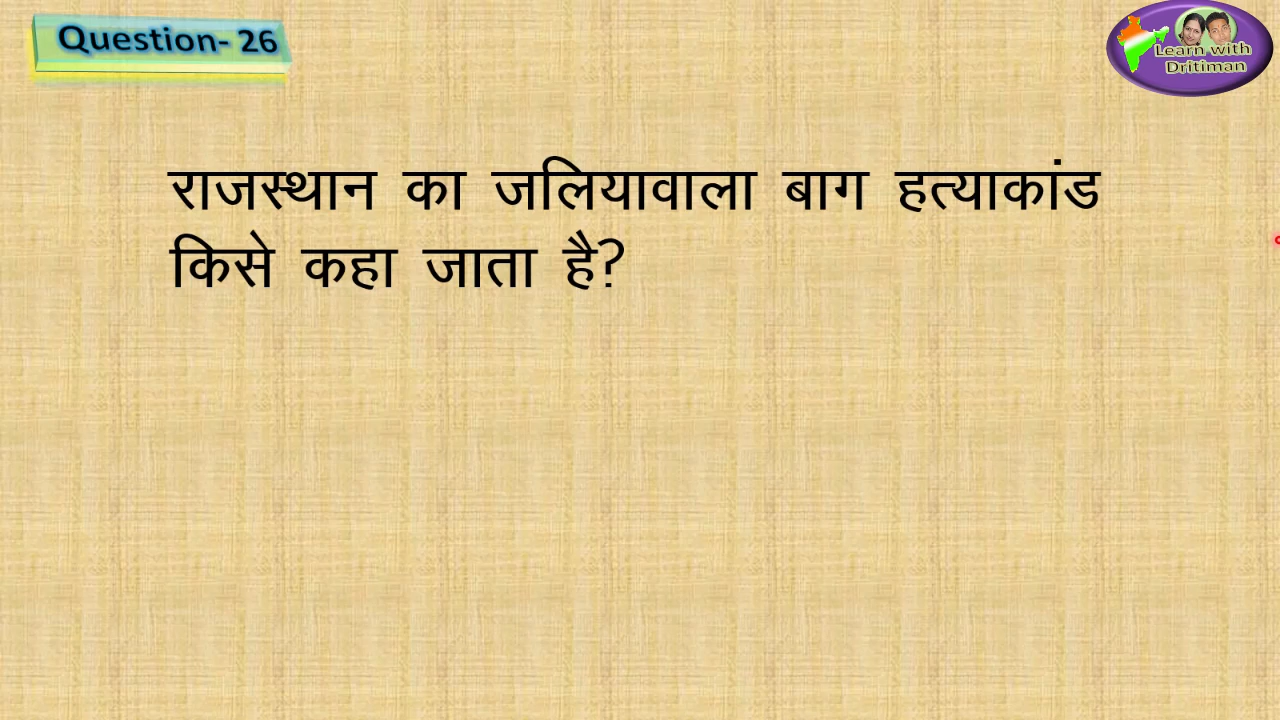 Question- 26
Learn with
Dritiman
राजस्थान का जलियावाला बाग हत्याकांड
किसे कहा जाता है?